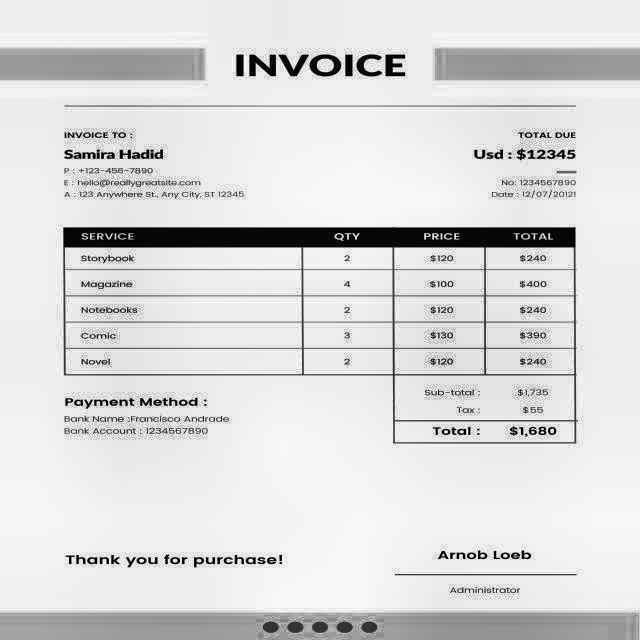 INVOICE
INVOICE TO :
TOTAL DUE
Samira Hadid
Usd : $12345
P : +123-456-7890
E : hello@reallygreatsite.com
No: 1234567890
A : 123 Anywhere St., Any City, ST 12345
Date : 12/07/20121
SERVICE QTY PRICE TOTAL
Storybook 2 $120 $240
Magazine 4 $100 $400
Notebooks 2 $120 $240
Comic 3 $130 $390
Novel 2 $120 $240
Sub-total : $1,735
Tax : $55
Total : $1,680
Payment Method :
Bank Name :Francisco Andrade
Bank Account : 1234567890
Thank you for purchase!
Arnob Loeb
Administrator